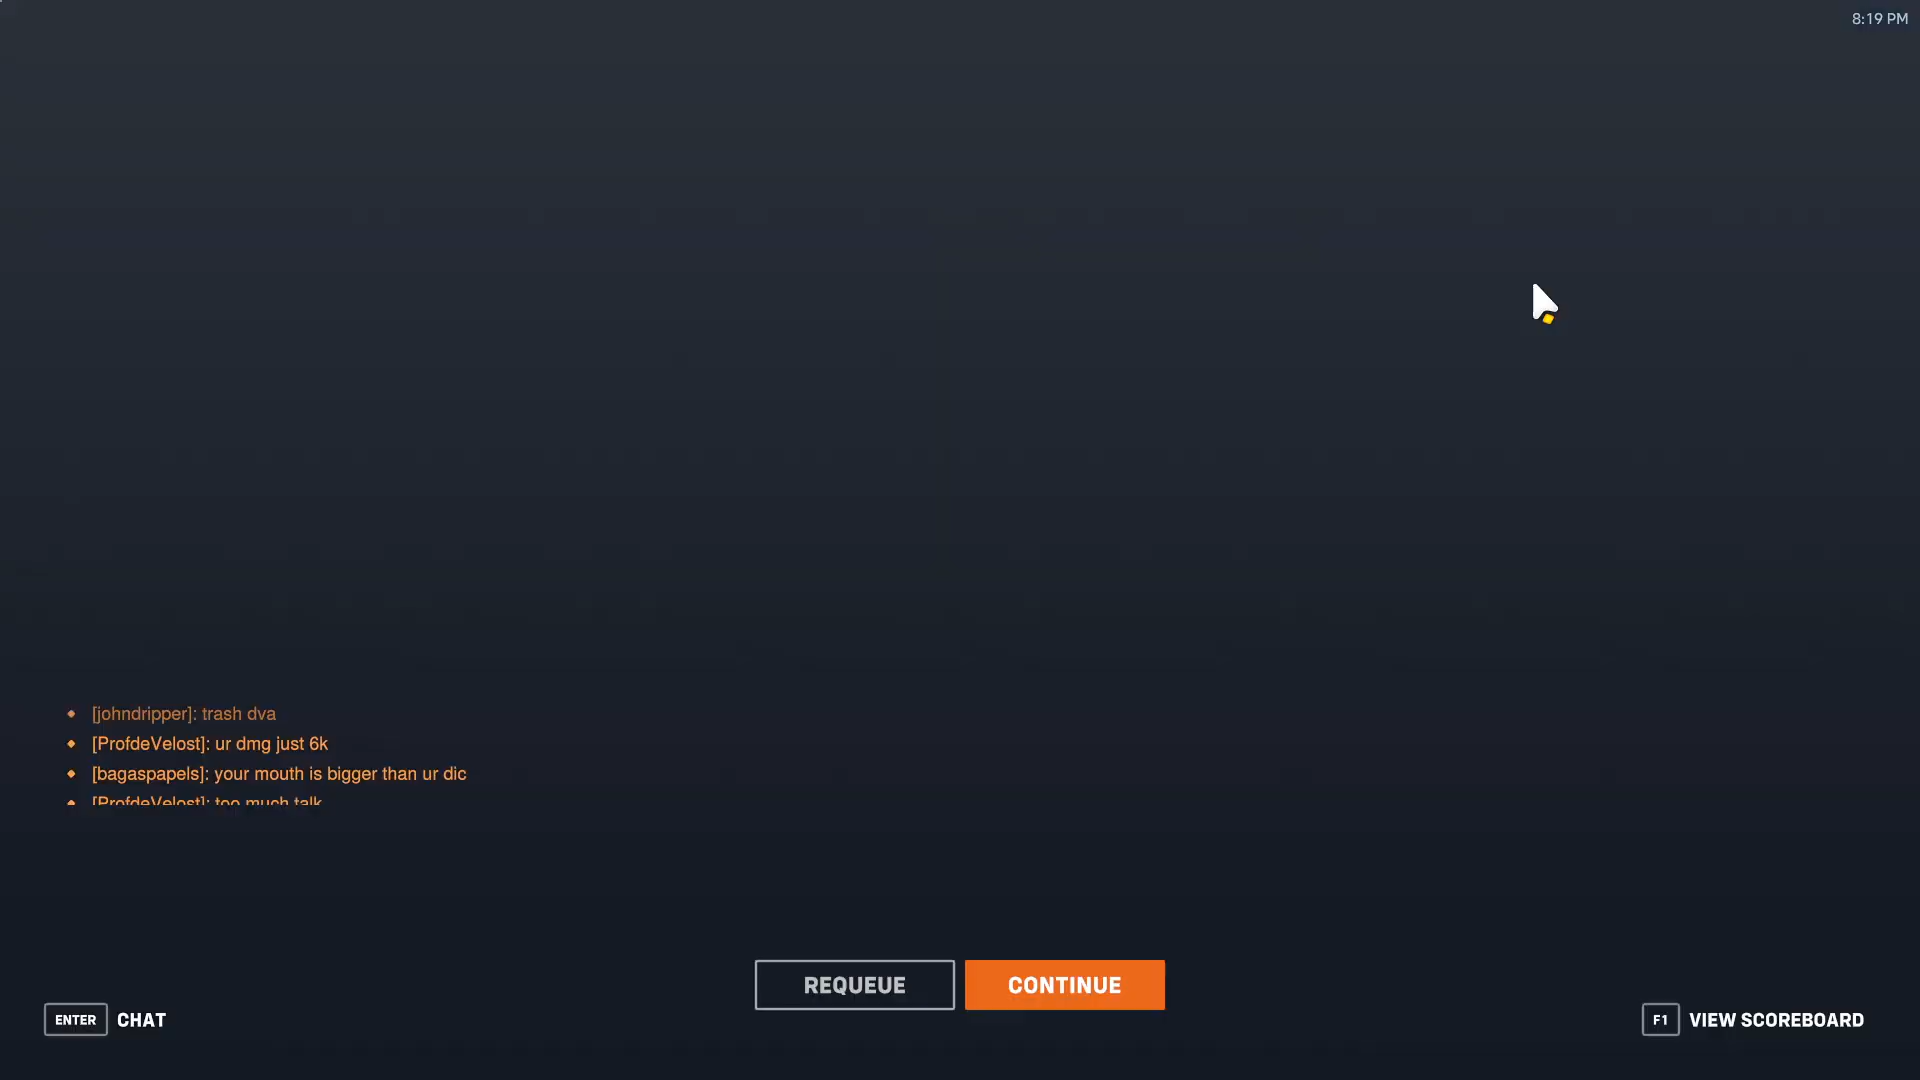 8:19 PM
[johndripper]: trash dva
[ProfdeVelost]: ur dmg just 6k
[bagaspapels]: your mouth is bigger than ur dic
[ProfdeVelost]: too much talk
REQUEUE
CONTINUE
ENTER CHAT
F1 VIEW SCOREBOARD